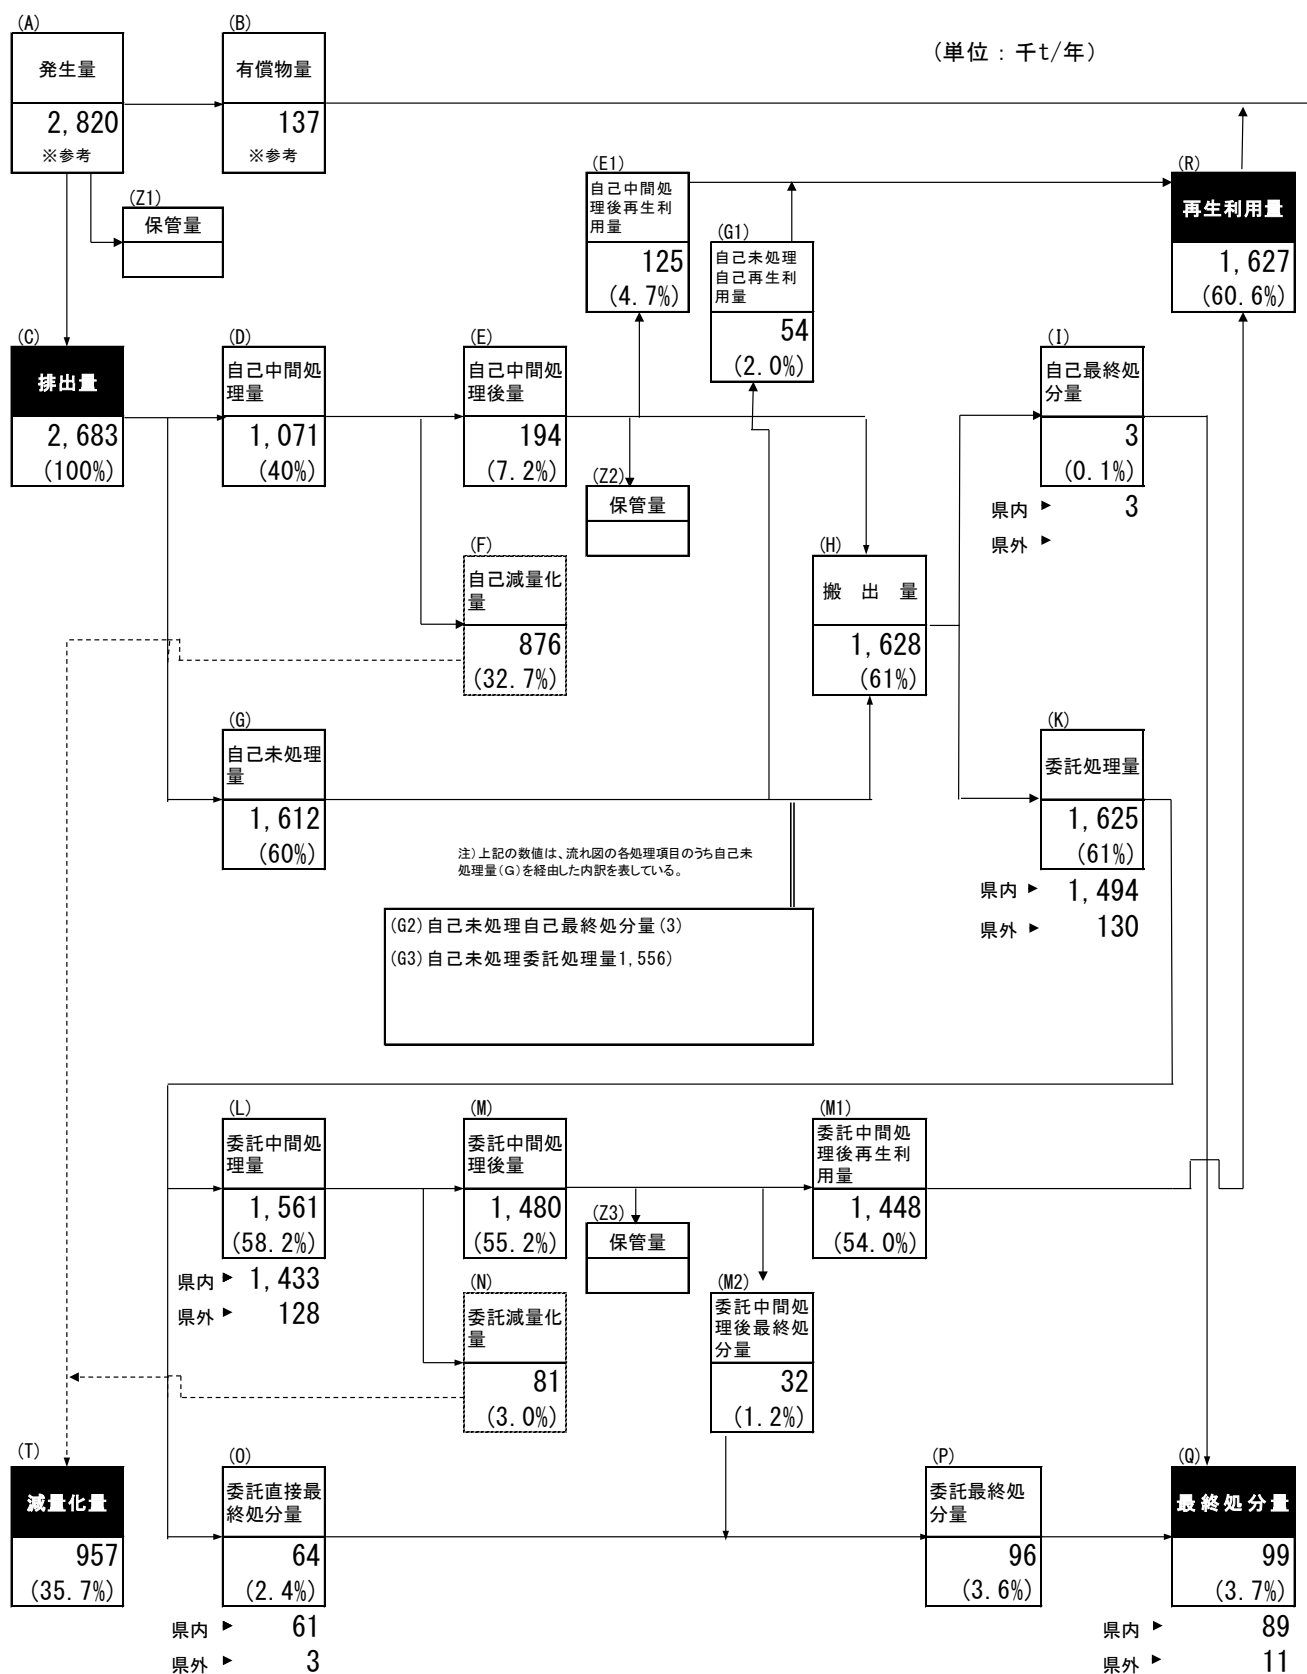 (単位：千t/年)
(A)
発生量
2,820
※参考
(B)
有償物量
137
※参考
(Z1)
保管量
(E1)
自己中間処
理後再生利
用量
125
(4.7%)
(G1)
自己未処理
自己再生利
用量
54
(2.0%)
(R)
再生利用量
1,627
(60.6%)
(C)
排出量
2,683
(100%)
(D)
自己中間処
理量
1,071
(40%)
(E)
自己中間処
理後量
194
(7.2%)
(Z2)
保管量
(I)
自己最終処
分量
3
(0.1%)
県内 ▶ 3
県外 ▶
(F)
自己減量化
量
876
(32.7%)
(H)
搬 出 量
1,628
(61%)
(G)
自己未処理
量
1,612
(60%)
(K)
委託処理量
1,625
(61%)
県内 ▶ 1,494
県外 ▶ 130
注)上記の数値は、流れ図の各処理項目のうち自己未
処理量(G)を経由した内訳を表している。
(G2)自己未処理自己最終処分量(3)
(G3)自己未処理委託処理量1,556)
(L)
委託中間処
理量
1,561
(58.2%)
県内 ▶ 1,433
県外 ▶ 128
(M)
委託中間処
理後量
1,480
(55.2%)
(Z3)
保管量
(M1)
委託中間処
理後再生利
用量
1,448
(54.0%)
(N)
委託減量化
量
81
(3.0%)
(M2)
委託中間処
理後最終処
分量
32
(1.2%)
(T)
減量化量
957
(35.7%)
(O)
委託直接最
終処分量
64
(2.4%)
県内 ▶ 61
県外 ▶ 3
(P)
委託最終処
分量
96
(3.6%)
(Q)
最終処分量
99
(3.7%)
県内 ▶ 89
県外 ▶ 11